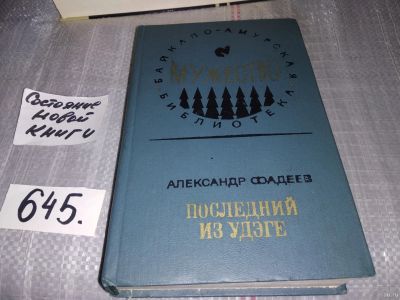 Состояние
новой
книги
645.
БАЙКАЛО-АМУРСКАЯ
МУЖЕСТВО
БИБЛИОТЕКА
АЛЕКСАНДР ФАДЕЕВ
ПОСЛЕДНИЙ
ИЗ УДЭГЕ